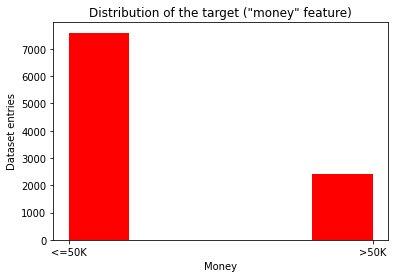 Distribution of the target ("money" feature)
Dataset entries
7000
6000
5000
4000
3000
2000
1000
0
<=50K
>50K
Money